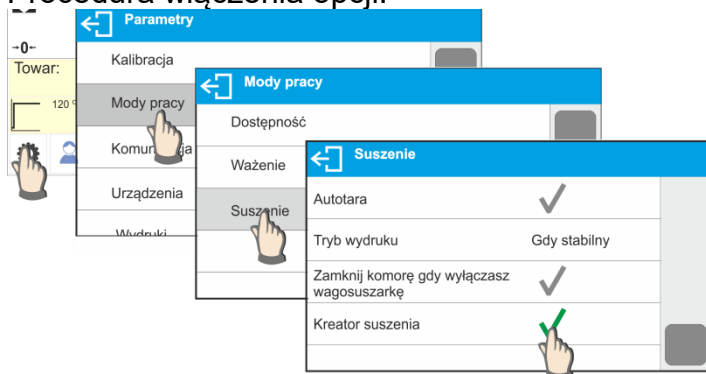 Procedura włączenia opcji:
→0←
Towar:
120 °
Parametry
Kalibracja
Mody pracy
Urządzenia
Wydruki
Mody pracy
Dostępność
Ważenie
Suszenie
Suszenie
Autotara
Tryb wydruku Gdy stabilny
Zamknij komorę gdy wyłączasz
wagosuszarkę
Kreator suszenia